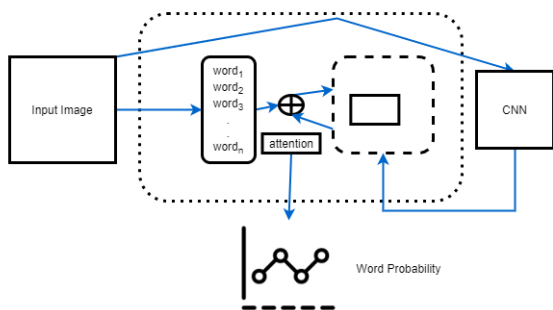 Input Image
word1
word2
word3
.
.
wordn
attention
CNN
Word Probability